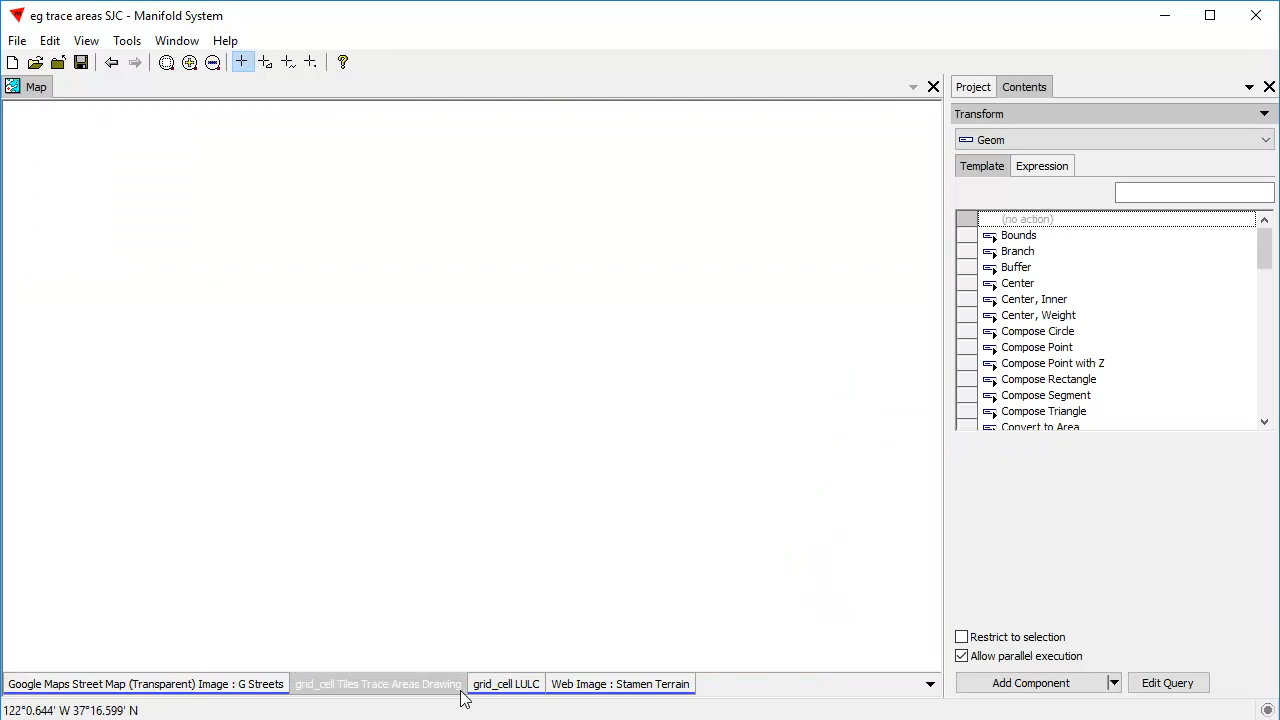 eg trace areas SJC - Manifold System
File Edit View Tools Window Help
Map
Project Contents
Transform
Geom
Template Expression
(no action)
Bounds
Branch
Buffer
Center
Center, Inner
Center, Weight
Compose Circle
Compose Point
Compose Point with Z
Compose Rectangle
Compose Segment
Compose Triangle
Convert to Area
Restrict to selection
Allow parallel execution
Add Component Edit Query
Google Maps Street Map (Transparent) Image : G Streets grid_cell Tiles Trace Areas Drawing grid_cell LULC Web Image : Stamen Terrain
122°0.644' W 37°16.599' N